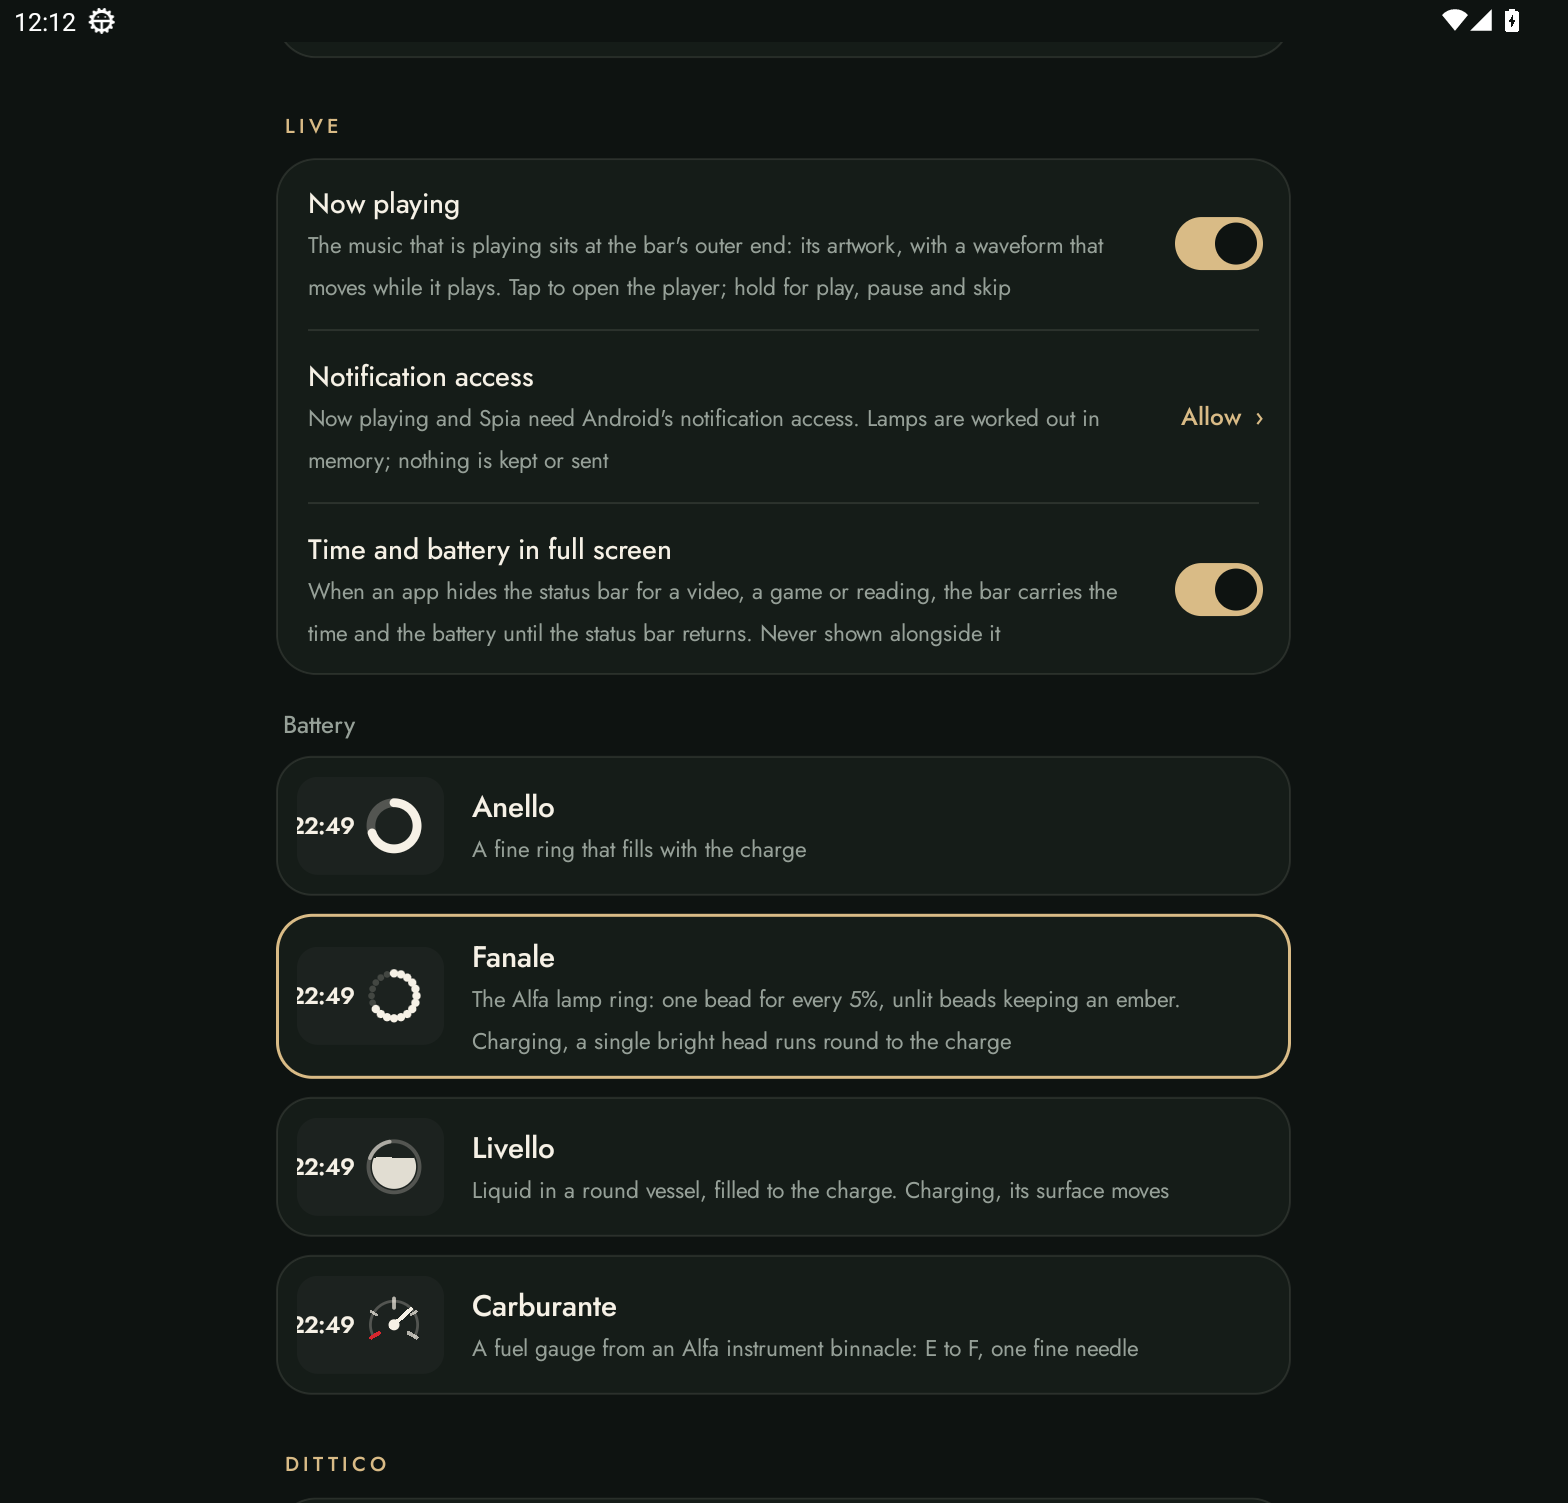 12:12
LIVE
Now playing
The music that is playing sits at the bar's outer end: its artwork, with a waveform that
moves while it plays. Tap to open the player; hold for play, pause and skip
Notification access
Now playing and Spia need Android's notification access. Lamps are worked out in
memory; nothing is kept or sent
Allow ›
Time and battery in full screen
When an app hides the status bar for a video, a game or reading, the bar carries the
time and the battery until the status bar returns. Never shown alongside it
Battery
22:49
Anello
A fine ring that fills with the charge
22:49
Fanale
The Alfa lamp ring: one bead for every 5%, unlit beads keeping an ember.
Charging, a single bright head runs round to the charge
22:49
Livello
Liquid in a round vessel, filled to the charge. Charging, its surface moves
22:49
Carburante
A fuel gauge from an Alfa instrument binnacle: E to F, one fine needle
DITTICO